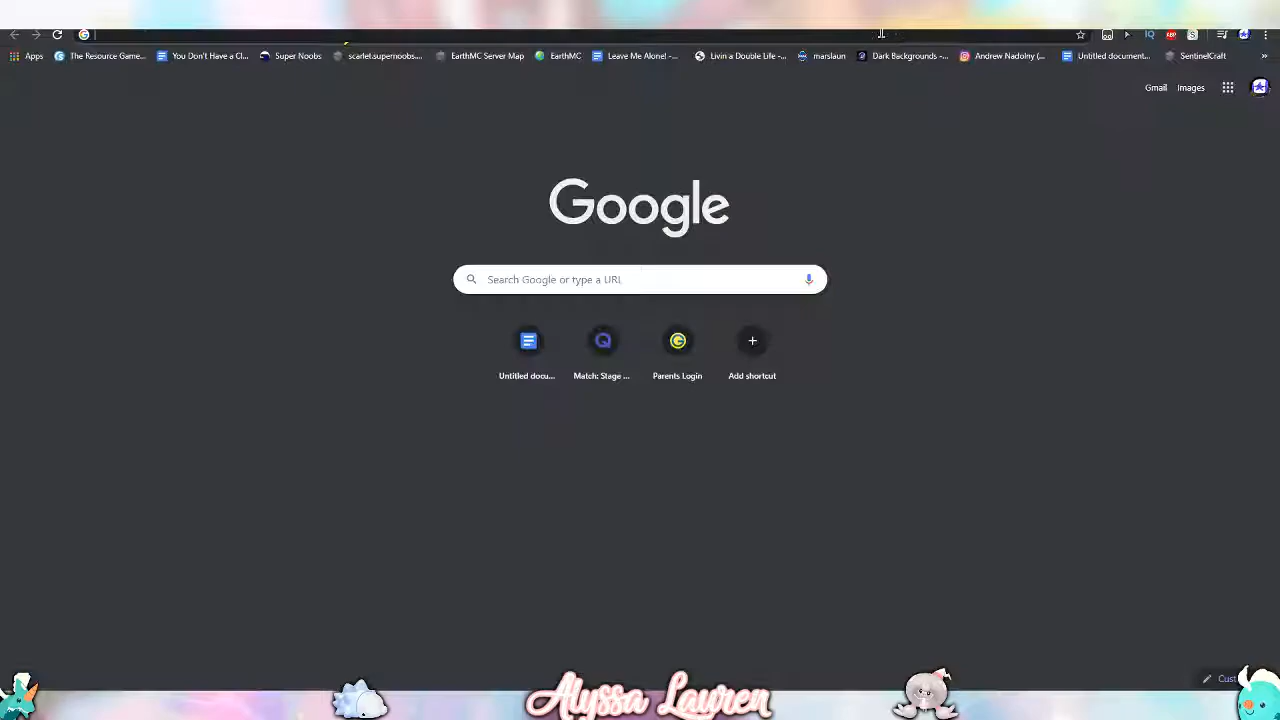 Apps The Resource Game... You Don't Have a Cl... Super Noobs scarlet.supernoobs.... EarthMC Server Map EarthMC Leave Me Alone! -... Livin a Double Life -... marslaun Dark Backgrounds -... Andrew Nadolny (... Untitled document... SentinelCraft »
Gmail Images
Google
Search Google or type a URL
Untitled docu... Match: Stage ... Parents Login Add shortcut
Cust
Alyssa Lauren